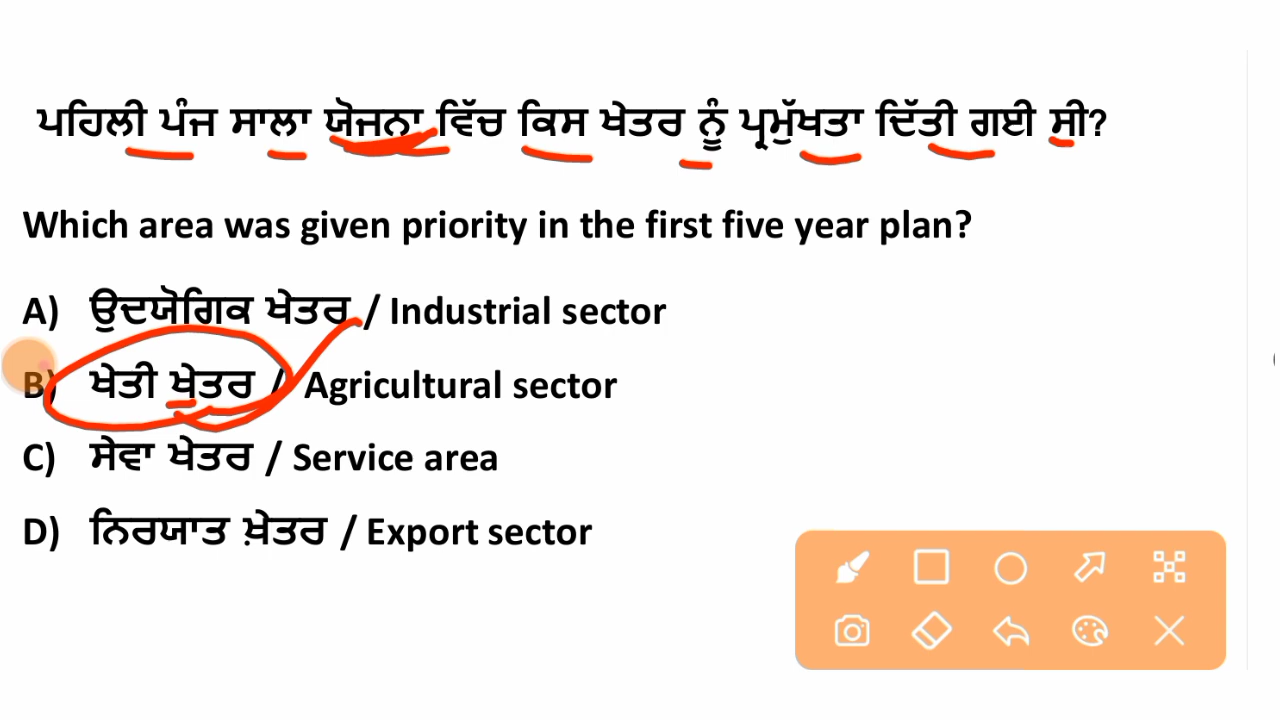 ਪਹਿਲੀ ਪੰਜ ਸਾਲਾ ਯੋਜਨਾ ਵਿੱਚ ਕਿਸ ਖੇਤਰ ਨੂੰ ਪ੍ਰਮੁੱਖਤਾ ਦਿੱਤੀ ਗਈ ਸੀ?
Which area was given priority in the first five year plan?
A) ਉਦਯੋਗਿਕ ਖੇਤਰ / Industrial sector
B) ਖੇਤੀ ਖੇਤਰ / Agricultural sector
C) ਸੇਵਾ ਖੇਤਰ / Service area
D) ਨਿਰਯਾਤ ਖ਼ੇਤਰ / Export sector